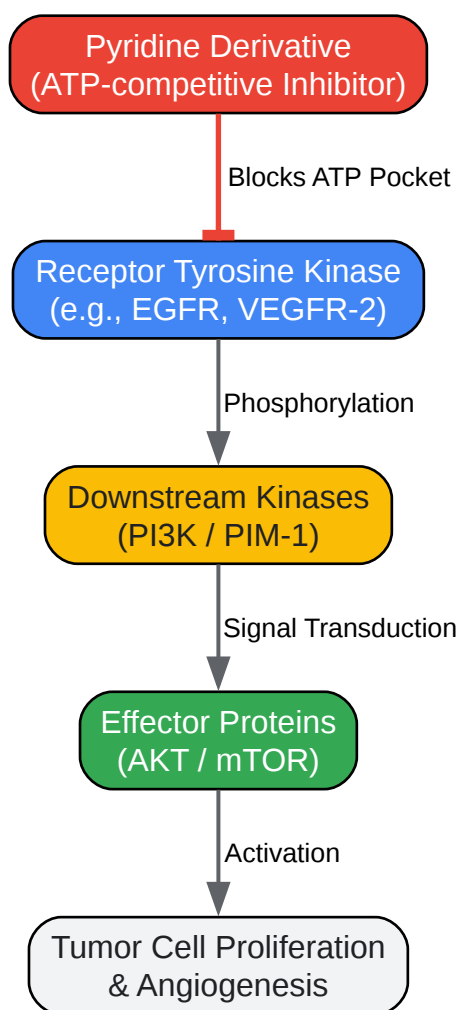 Pyridine Derivative
(ATP-competitive Inhibitor)
Blocks ATP Pocket
Receptor Tyrosine Kinase
(e.g., EGFR, VEGFR-2)
Phosphorylation
Downstream Kinases
(PI3K / PIM-1)
Signal Transduction
Effector Proteins
(AKT / mTOR)
Activation
Tumor Cell Proliferation
& Angiogenesis